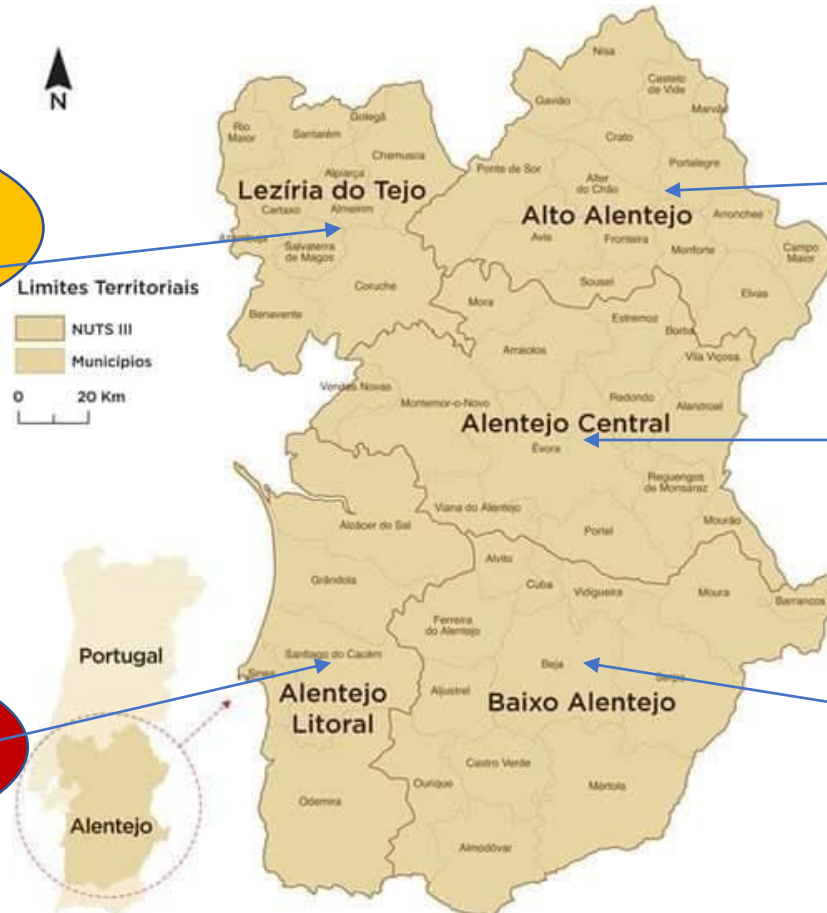 N
Nisa
Castelo
de Vide
Gavião
Marvão
Golegã
Rio
Maior
Santarém
Crato
Chamusca
Ponte de Sor
Portalegre
Alpiarça
Alter
do Chão
Lezíria do Tejo
Cartaxo
Almeirim
Alto Alentejo
Arronches
Azambuja
Salvaterra
de Magos
Avis
Fronteira
Monforte
Campo
Maior
Limites Territoriais
Coruche
Sousel
Elvas
NUTS III
Benavente
Mora
Estremoz
Borba
Municípios
Arraiolos
Vila Viçosa
0 20 Km
Vendas Novas
Montemor-o-Novo
Redondo
Alandroal
Alentejo Central
Évora
Reguengos
de Monsaraz
Viana do Alentejo
Mourão
Alcácer do Sal
Portel
Alvito
Grândola
Cuba
Vidigueira
Moura
Barrancos
Ferreira
do Alentejo
Portugal
Santiago do Cacém
Sines
Beja
Serpa
Alentejo
Litoral
Aljustrel
Baixo Alentejo
Castro Verde
Ourique
Mértola
Odemira
Alentejo
Almodôvar